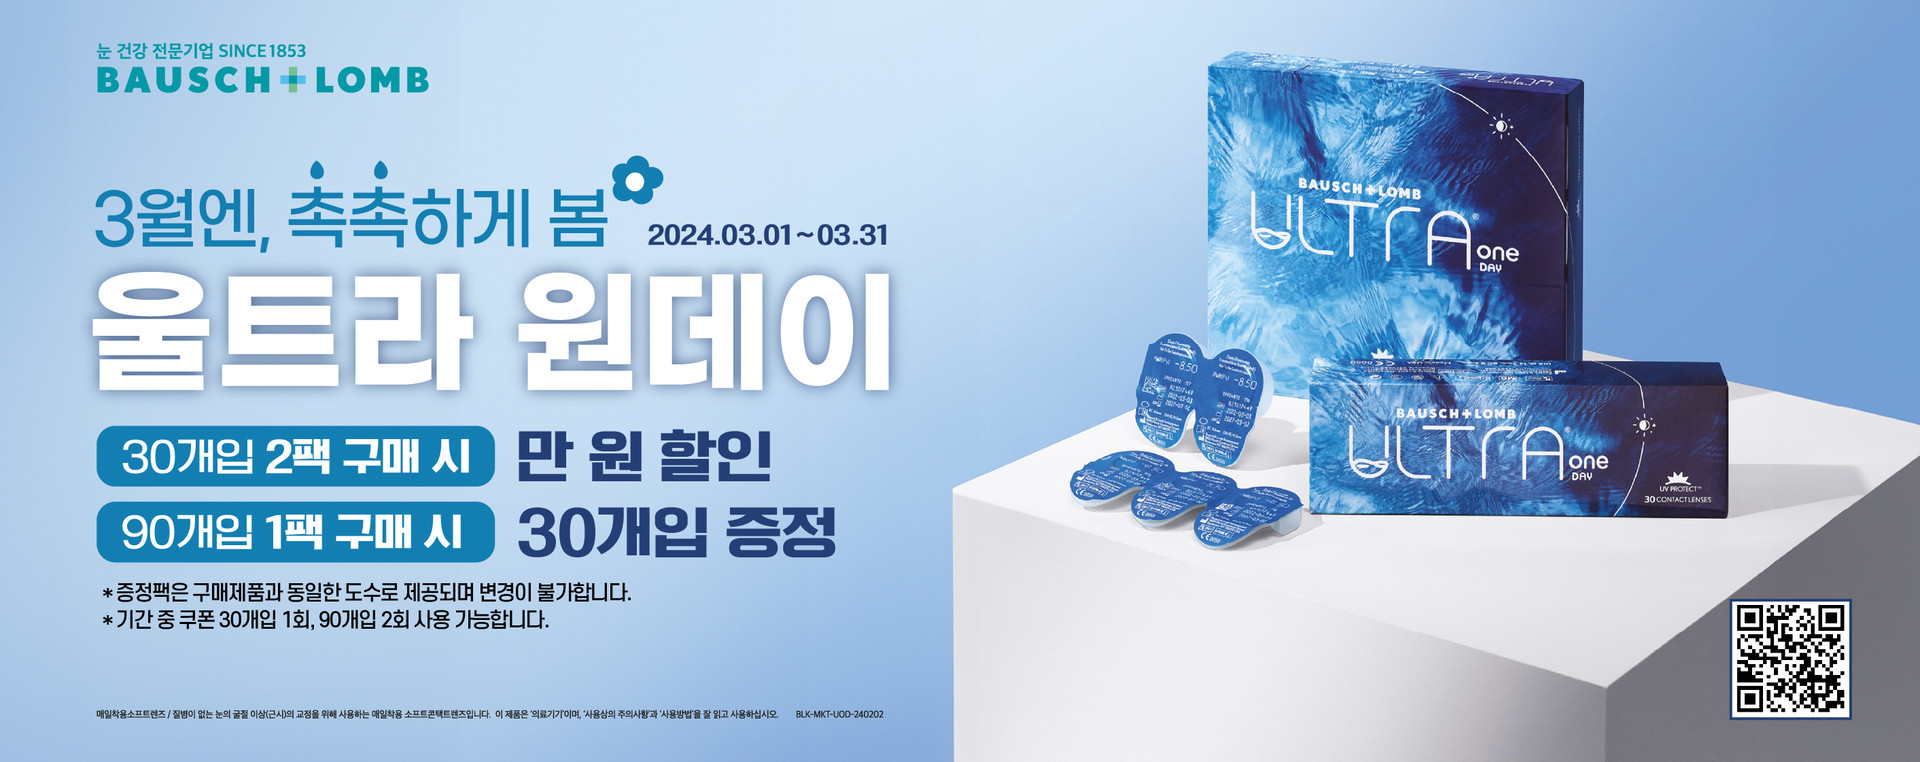 눈 건강 전문기업 SINCE 1853
BAUSCH + LOMB
3월엔, 촉촉하게 봄
2024.03.01~03.31
울트라 원데이
30개입 2팩 구매 시 만 원 할인
90개입 1팩 구매 시 30개입 증정
* 증정팩은 구매제품과 동일한 도수로 제공되며 변경이 불가합니다.
* 기간 중 쿠폰 30개입 1회, 90개입 2회 사용 가능합니다.
매일착용소프트렌즈 / 질병이 없는 눈의 굴절 이상(근시)의 교정을 위해 사용하는 매일착용 소프트콘택트렌즈입니다. 이 제품은 '의료기기'이며, '사용상의 주의사항'과 '사용방법'을 잘 읽고 사용하십시오. BLK-MKT-UOD-240202
ULTRA one
BAUSCH + LOMB
ULTRA® one
DAY
-8.50
-8.50
BAUSCH + LOMB
ULTRA® one
DAY
UV PROTECT™
30 CONTACT LENSES